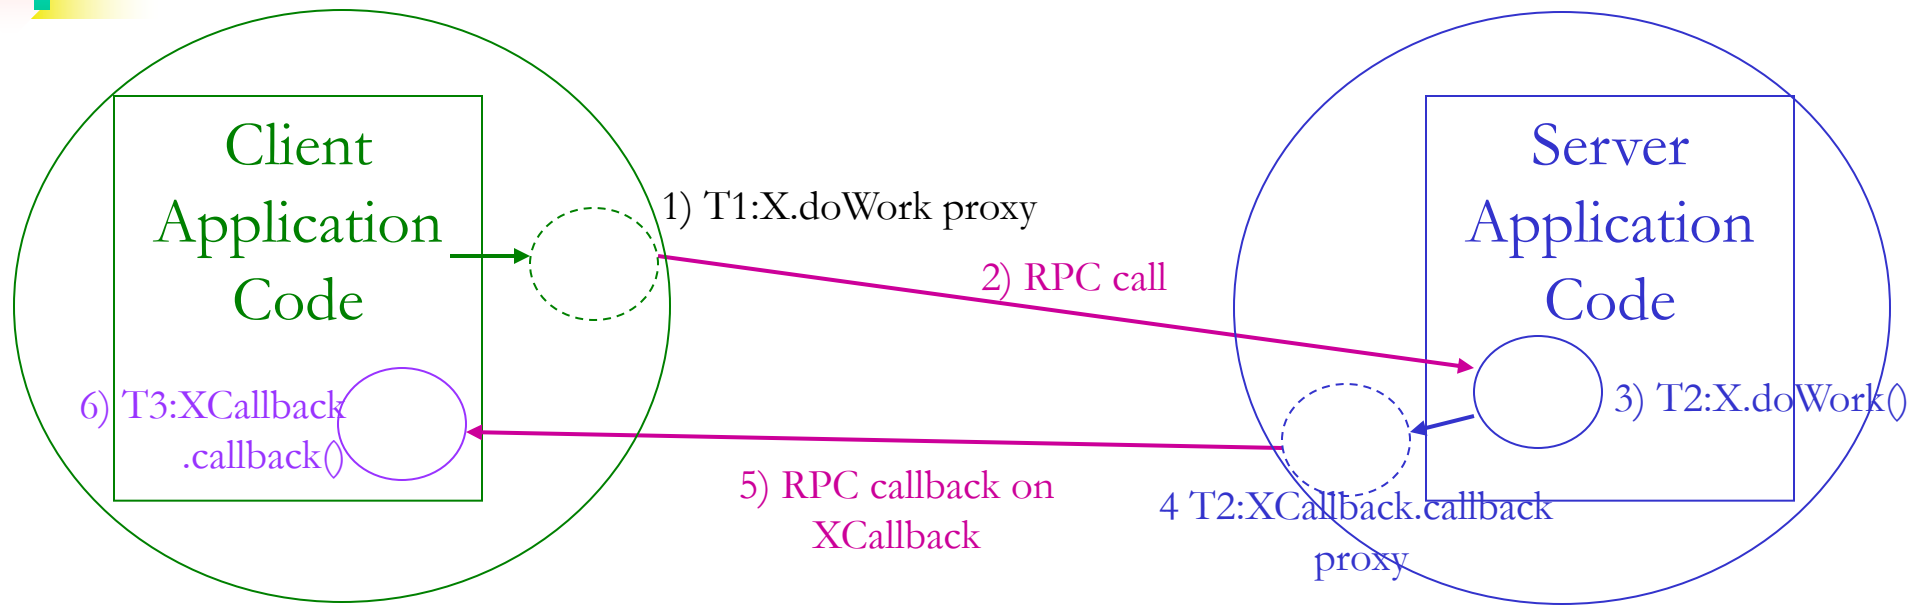 Client
Application
Code
1) T1:X.doWork proxy
2) RPC call
Server
Application
Code
3) T2:X.doWork()
4 T2:XCallback.callback
proxy
5) RPC callback on
XCallback
6) T3:XCallback
.callback()